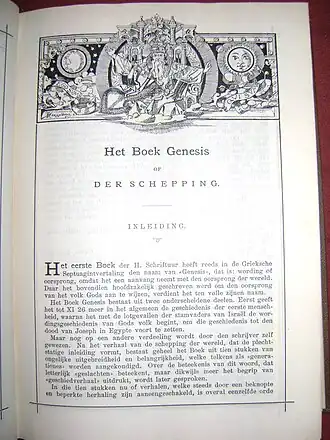 Het Boek Genesis
OF
DER SCHEPPING.
INLEIDING.
Het eerste Boek der H. Schriftuur heeft reeds in de Grieksche
Septuagintvertaling den naam van «Genesis», dat is: wording of
oorsprong, omdat het een aanvang neemt met den oorsprong der wereld.
Daar het bovendien hoofdzakelijk geschreven werd om den oorsprong
van het volk Gods aan te wijzen, verdient het ten volle zijnen naam.
Het Boek Genesis bestaat uit twee onderscheidene deelen. Eerst geeft
het tot XI 26 meer in het algemeen de geschiedenis der eerste mensch-
heid, waarna het met de lotgevallen der stamvaders van Israël de wor-
dingsgeschiedenis van Gods volk begint, om die geschiedenis tot den
dood van Joseph in Egypte voort te zetten.
Maar nog op een andere verdeeling wordt door den schrijver zelf
gewezen. Na het verhaal van de schepping der wereld, dat de plecht-
statige inleiding vormt, bestaat geheel het Boek uit tien stukken van
ongelijke uitgebreidheid en belangrijkheid, welke telkens als «genera-
tiones» worden aangekondigd. Over de beteekenis van dit woord, dat
letterlijk «geslachten» beteekent, maar dikwijls meer het begrip van
«geschiedverhaal» uitdrukt, wordt later gesproken.
In die tien stukken nu of verhalen, welke steeds door een beknopte
en beperkte herhaling zijn aaneengeschakeld, is overal eenzelfde orde